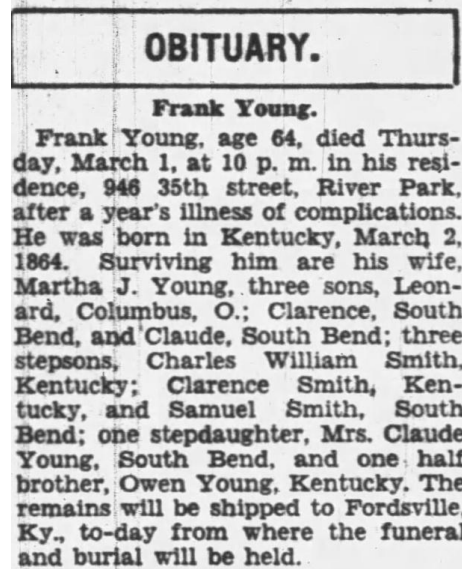 OBITUARY.
Frank Young.
Frank Young, age 64, died Thurs-
day, March 1, at 10 p. m. in his resi-
dence, 946 35th street, River Park,
after a year's illness of complications.
He was born in Kentucky, March 2,
1864. Surviving him are his wife,
Martha J. Young, three sons, Leon-
ard, Columbus, O.; Clarence, South
Bend, and Claude, South Bend; three
stepsons, Charles William Smith,
Kentucky; Clarence Smith, Ken-
tucky, and Samuel Smith, South
Bend; one stepdaughter, Mrs. Claude
Young, South Bend, and one half
brother, Owen Young, Kentucky. The
remains will be shipped to Fordsville,
Ky., to-day from where the funeral
and burial will be held.